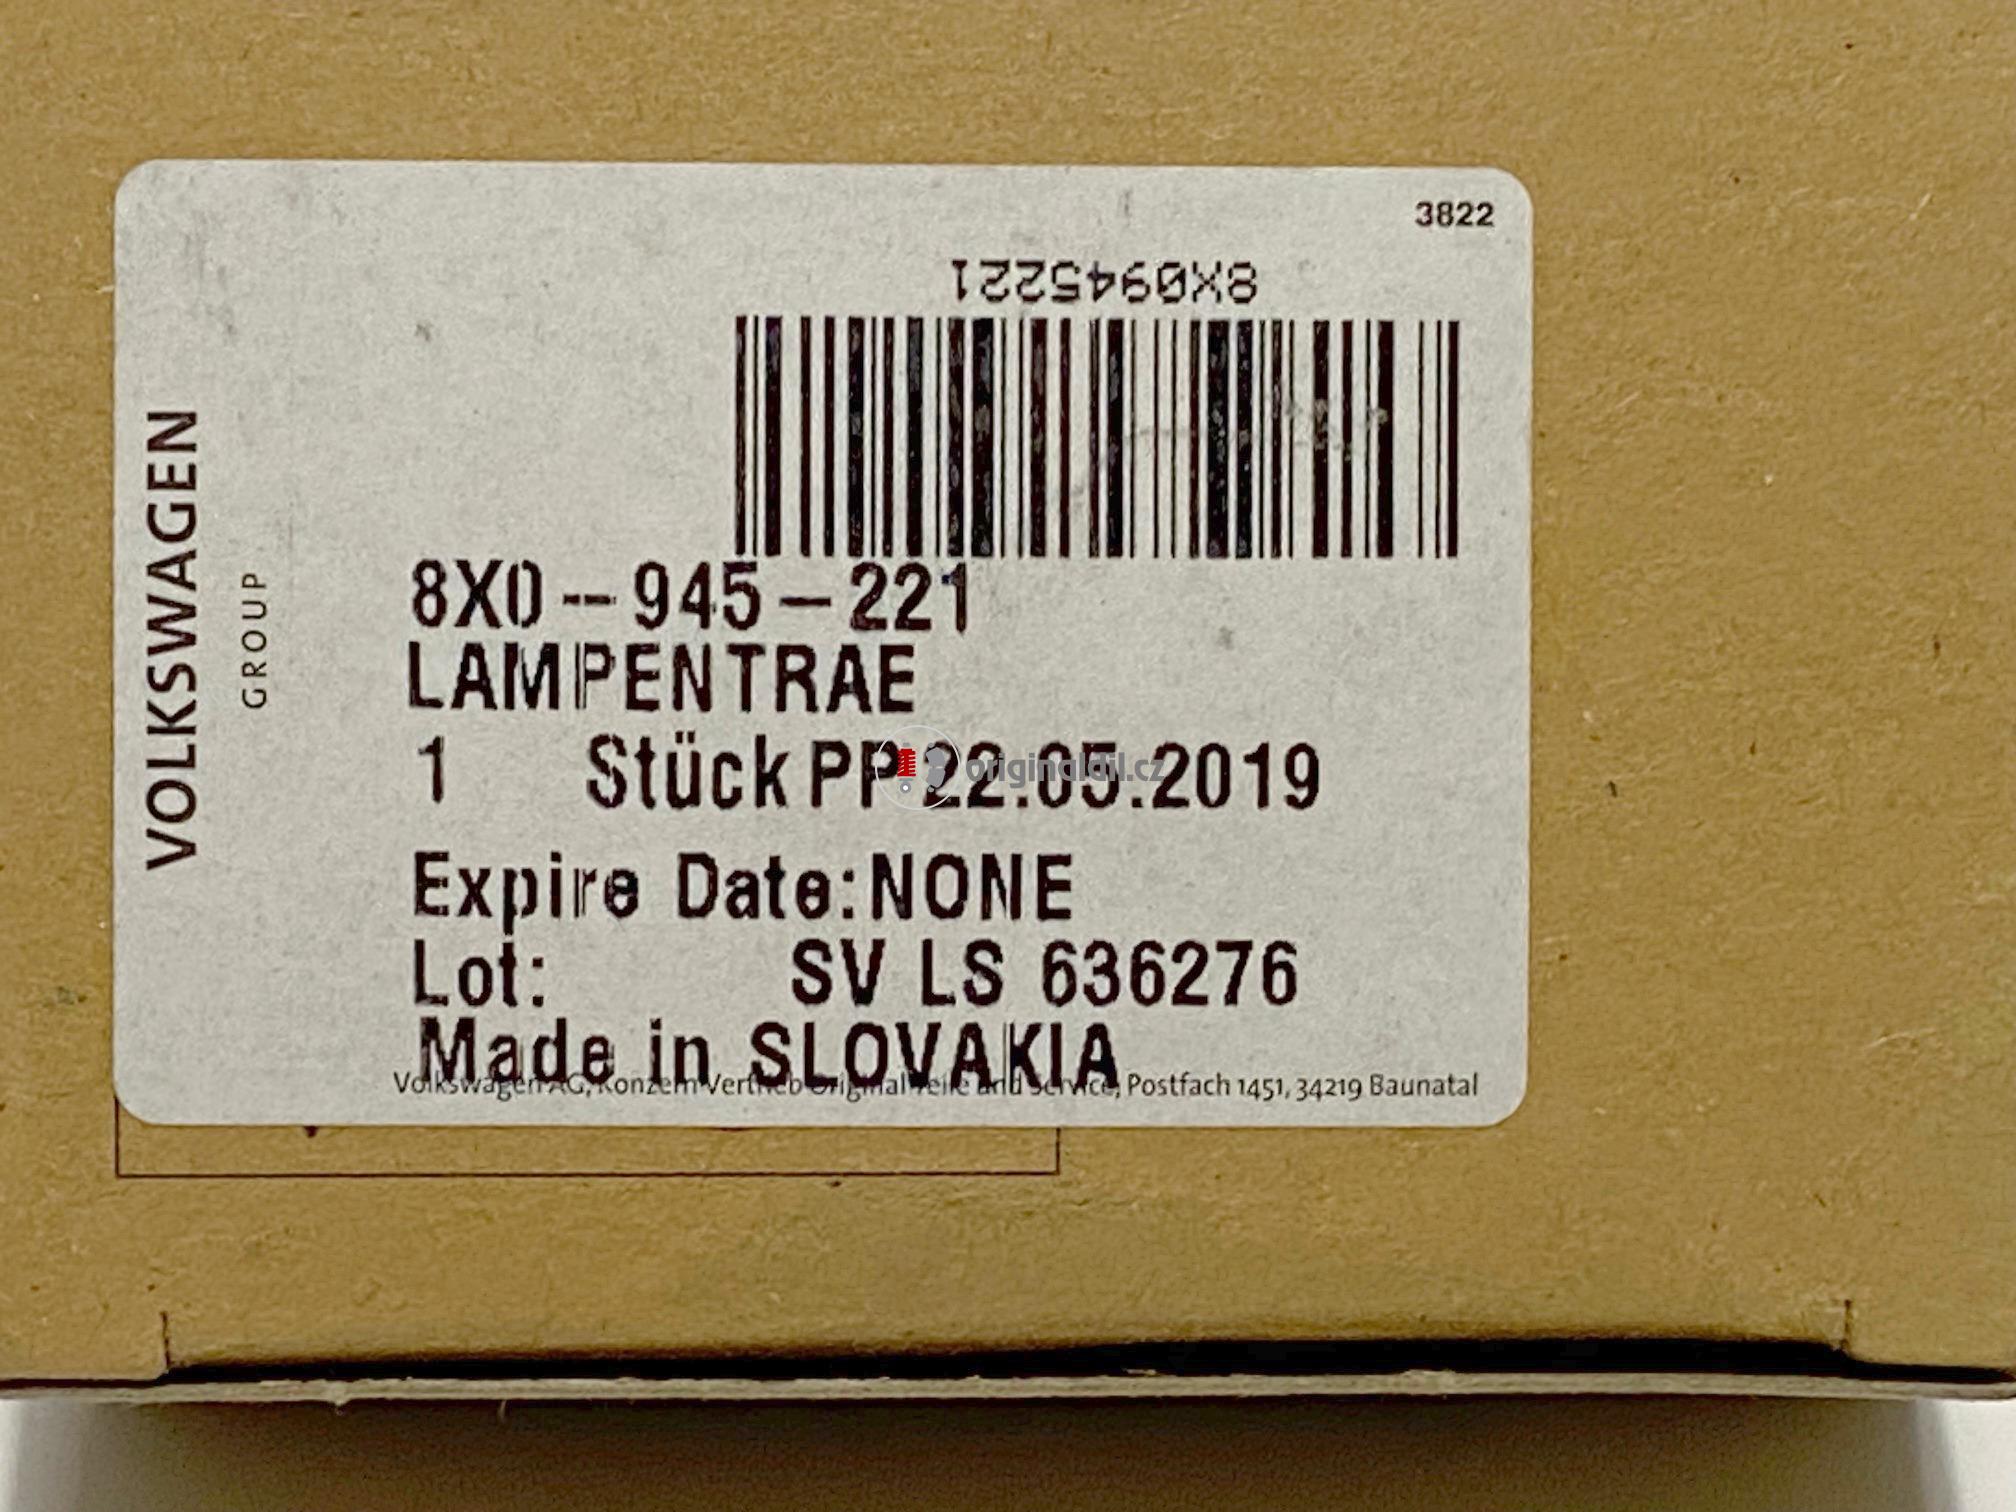 3822
8X0945221
VOLKSWAGEN
GROUP
8X0-945-221
LAMPENTRAE
1 Stück PP 22.05.2019
originaldil.cz
Expire Date:NONE
Lot: SV LS 636276
Made in SLOVAKIA
Volkswagen AG, Konzern Vertrieb Original Teile und Service, Postfach 1451, 34219 Baunatal